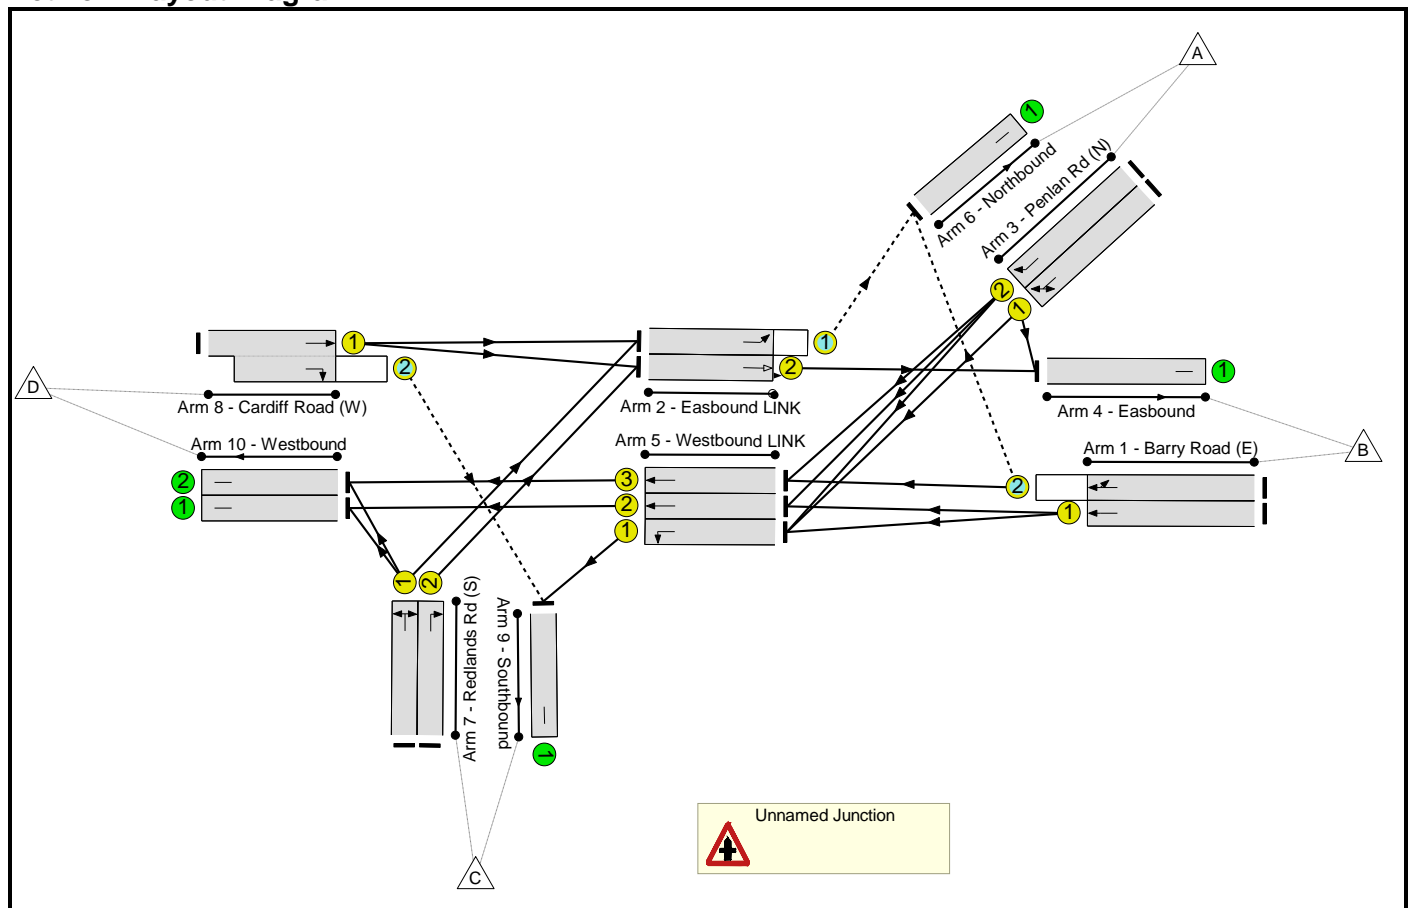 A
1
Arm 6 - Northbound
Arm 3 - Penlan Rd (N)
2
1
1
2
1
2
1
D
Arm 8 - Cardiff Road (W)
Arm 2 - Easbound LINK
Arm 4 - Easbound
Arm 10 - Westbound
Arm 5 - Westbound LINK
Arm 1 - Barry Road (E)
B
2
1
3
2
1
2
1
1
2
Arm 7 - Redlands Rd (S)
Arm 9 - Southbound
1
C
Unnamed Junction